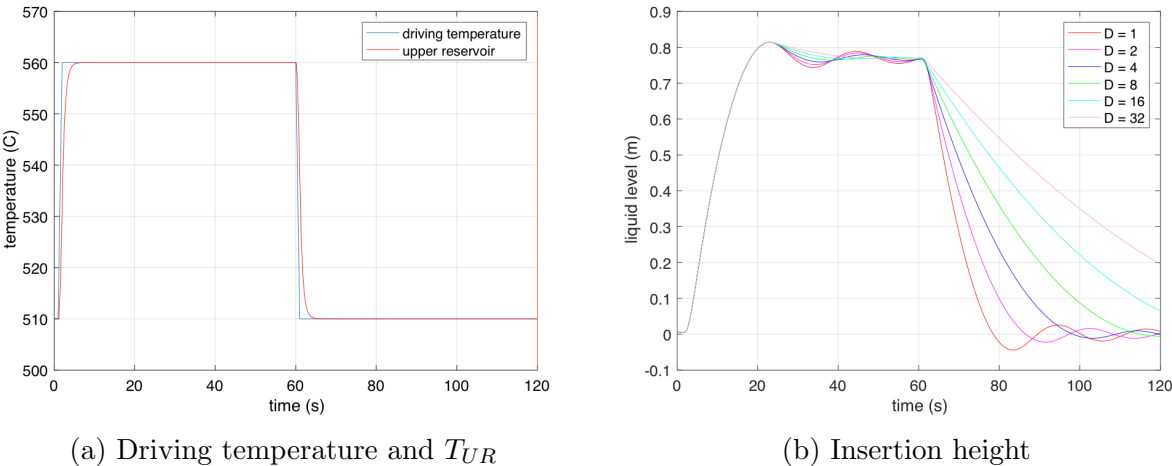 570
560
550
540
530
520
510
500
0 20 40 60 80 100 120
temperature (C)
time (s)
driving temperature
upper reservoir
(a) Driving temperature and T_{UR}
0.9
0.8
0.7
0.6
0.5
0.4
0.3
0.2
0.1
0
-0.1
0 20 40 60 80 100 120
liquid level (m)
time (s)
D = 1
D = 2
D = 4
D = 8
D = 16
D = 32
(b) Insertion height